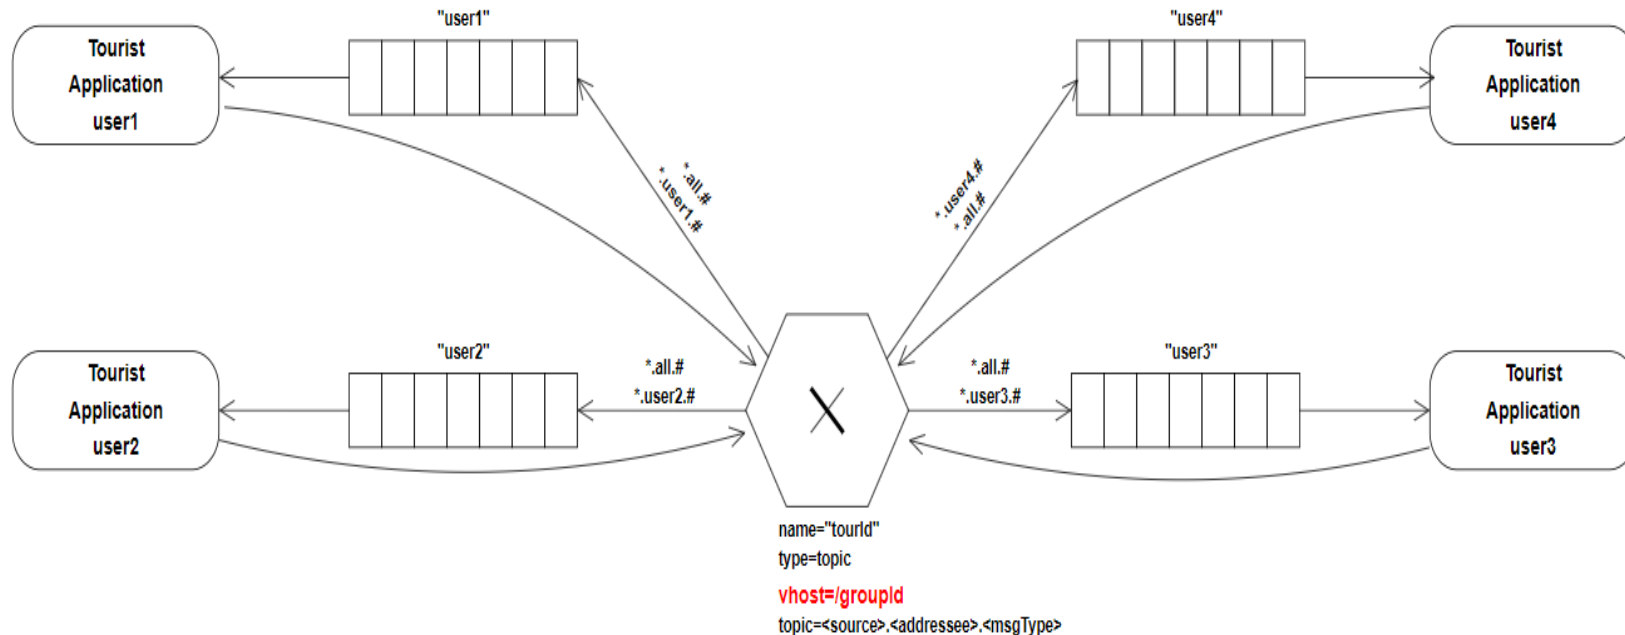 "user1"
"user4"
Tourist
Application
user1
Tourist
Application
user4
*.all.#
*.user1.#
*.user4.#
*.all.#
"user2"
"user3"
Tourist
Application
user2
*.all.#
*.user2.#
*.all.#
*.user3.#
Tourist
Application
user3
name="tourId"
type=topic
vhost=/groupId
topic=<source>.<addressee>.<msgType>